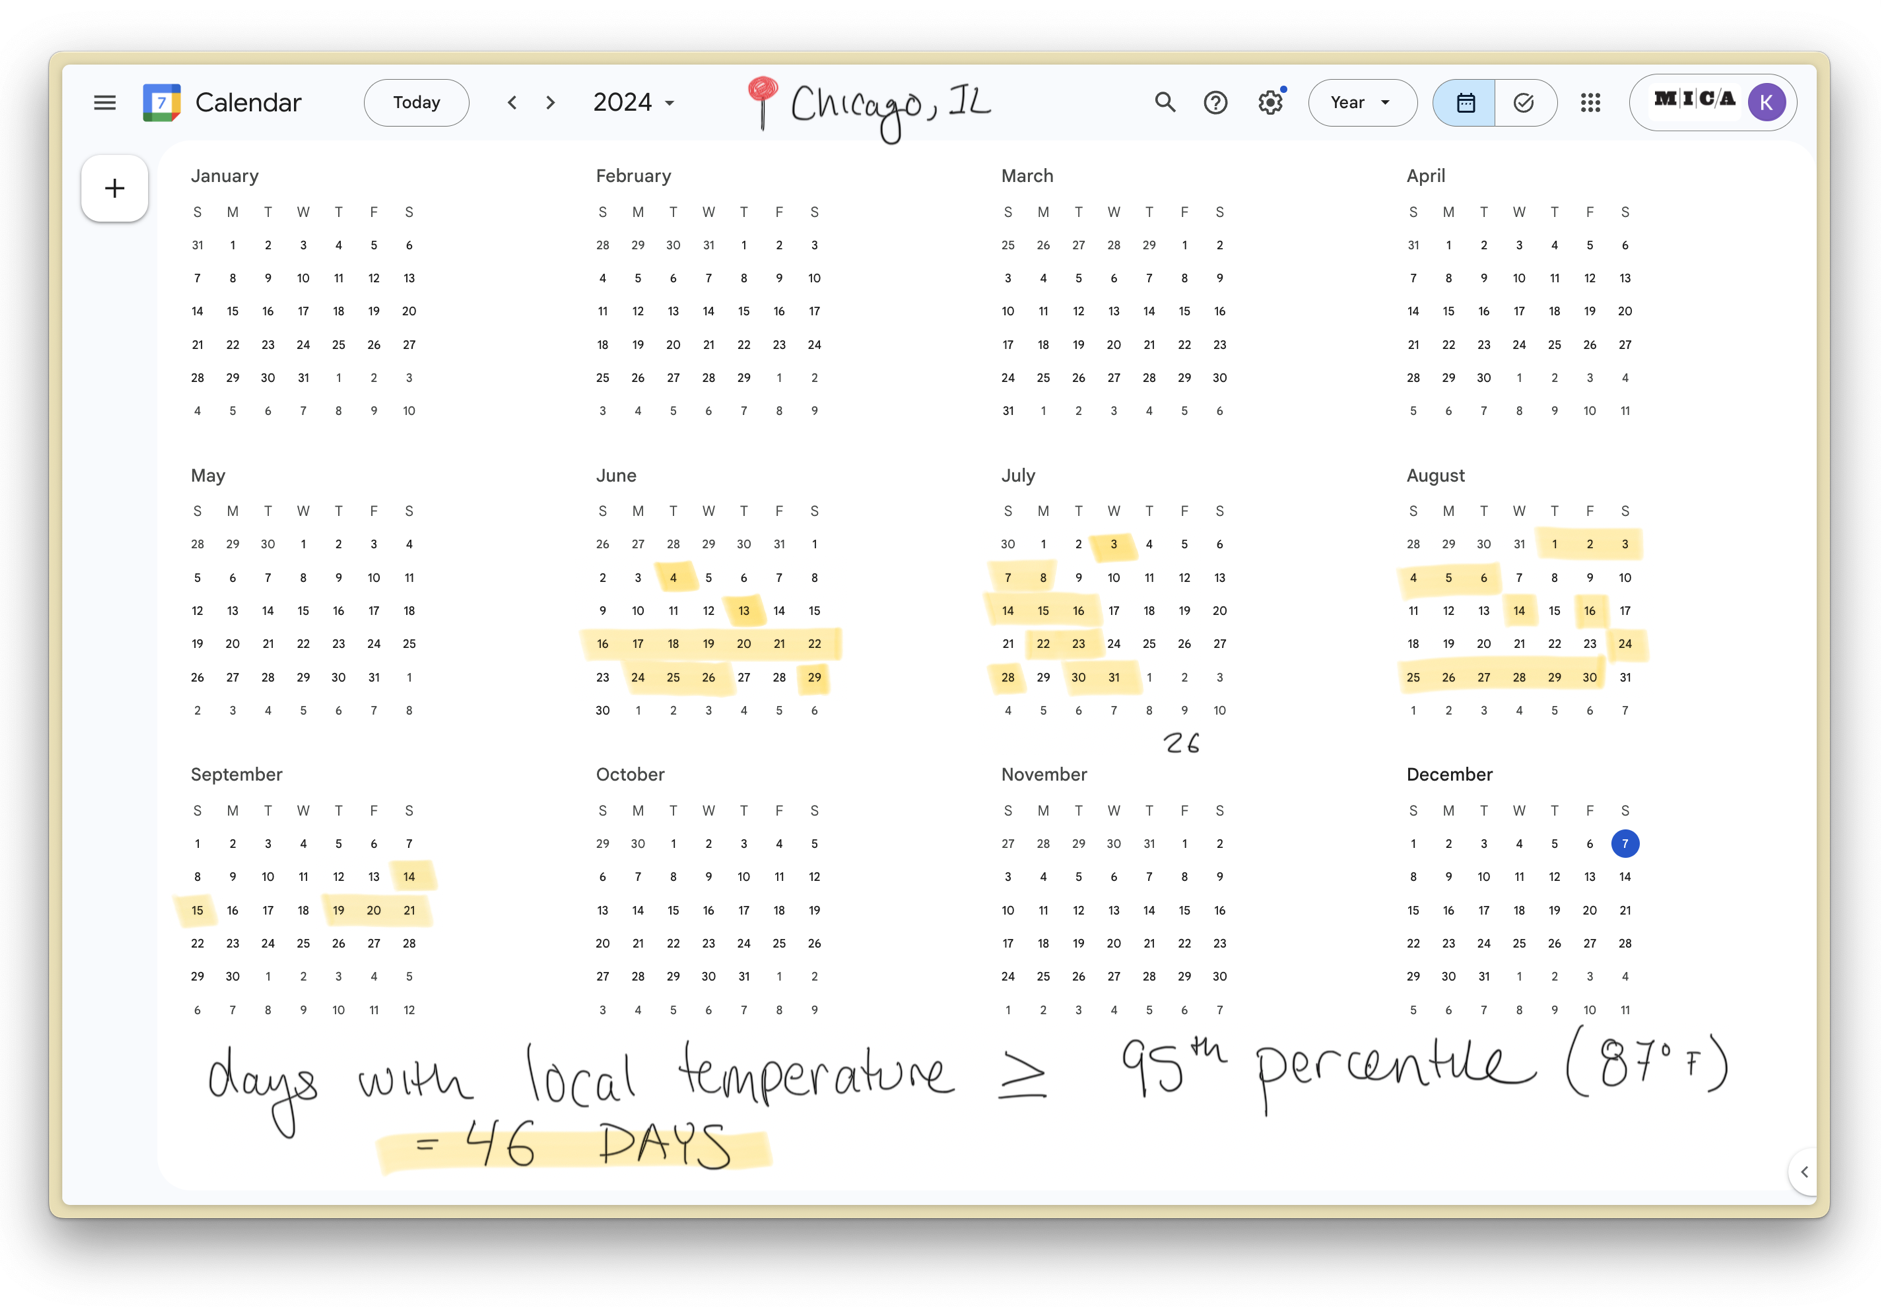 7 Calendar Today 2024 Chicago, IL Year M|I|C/A K
January February March April
S M T W T F S S M T W T F S S M T W T F S S M T W T F S
31 1 2 3 4 5 6 28 29 30 31 1 2 3 25 26 27 28 29 1 2 31 1 2 3 4 5 6
7 8 9 10 11 12 13 4 5 6 7 8 9 10 3 4 5 6 7 8 9 7 8 9 10 11 12 13
14 15 16 17 18 19 20 11 12 13 14 15 16 17 10 11 12 13 14 15 16 14 15 16 17 18 19 20
21 22 23 24 25 26 27 18 19 20 21 22 23 24 17 18 19 20 21 22 23 21 22 23 24 25 26 27
28 29 30 31 1 2 3 25 26 27 28 29 1 2 24 25 26 27 28 29 30 28 29 30 1 2 3 4
4 5 6 7 8 9 10 3 4 5 6 7 8 9 31 1 2 3 4 5 6 5 6 7 8 9 10 11
May June July August
S M T W T F S S M T W T F S S M T W T F S S M T W T F S
28 29 30 1 2 3 4 26 27 28 29 30 31 1 30 1 2 3 4 5 6 28 29 30 31 1 2 3
5 6 7 8 9 10 11 2 3 4 5 6 7 8 7 8 9 10 11 12 13 4 5 6 7 8 9 10
12 13 14 15 16 17 18 9 10 11 12 13 14 15 14 15 16 17 18 19 20 11 12 13 14 15 16 17
19 20 21 22 23 24 25 16 17 18 19 20 21 22 21 22 23 24 25 26 27 18 19 20 21 22 23 24
26 27 28 29 30 31 1 23 24 25 26 27 28 29 28 29 30 31 1 2 3 25 26 27 28 29 30 31
2 3 4 5 6 7 8 30 1 2 3 4 5 6 4 5 6 7 8 9 10 1 2 3 4 5 6 7
26
September October November December
S M T W T F S S M T W T F S S M T W T F S S M T W T F S
1 2 3 4 5 6 7 29 30 1 2 3 4 5 27 28 29 30 31 1 2 1 2 3 4 5 6 7
8 9 10 11 12 13 14 6 7 8 9 10 11 12 3 4 5 6 7 8 9 8 9 10 11 12 13 14
15 16 17 18 19 20 21 13 14 15 16 17 18 19 10 11 12 13 14 15 16 15 16 17 18 19 20 21
22 23 24 25 26 27 28 20 21 22 23 24 25 26 17 18 19 20 21 22 23 22 23 24 25 26 27 28
29 30 1 2 3 4 5 27 28 29 30 31 1 2 24 25 26 27 28 29 30 29 30 31 1 2 3 4
6 7 8 9 10 11 12 3 4 5 6 7 8 9 1 2 3 4 5 6 7 5 6 7 8 9 10 11
days with local temperature ≥ 95th percentile (87°F)
= 46 DAYS